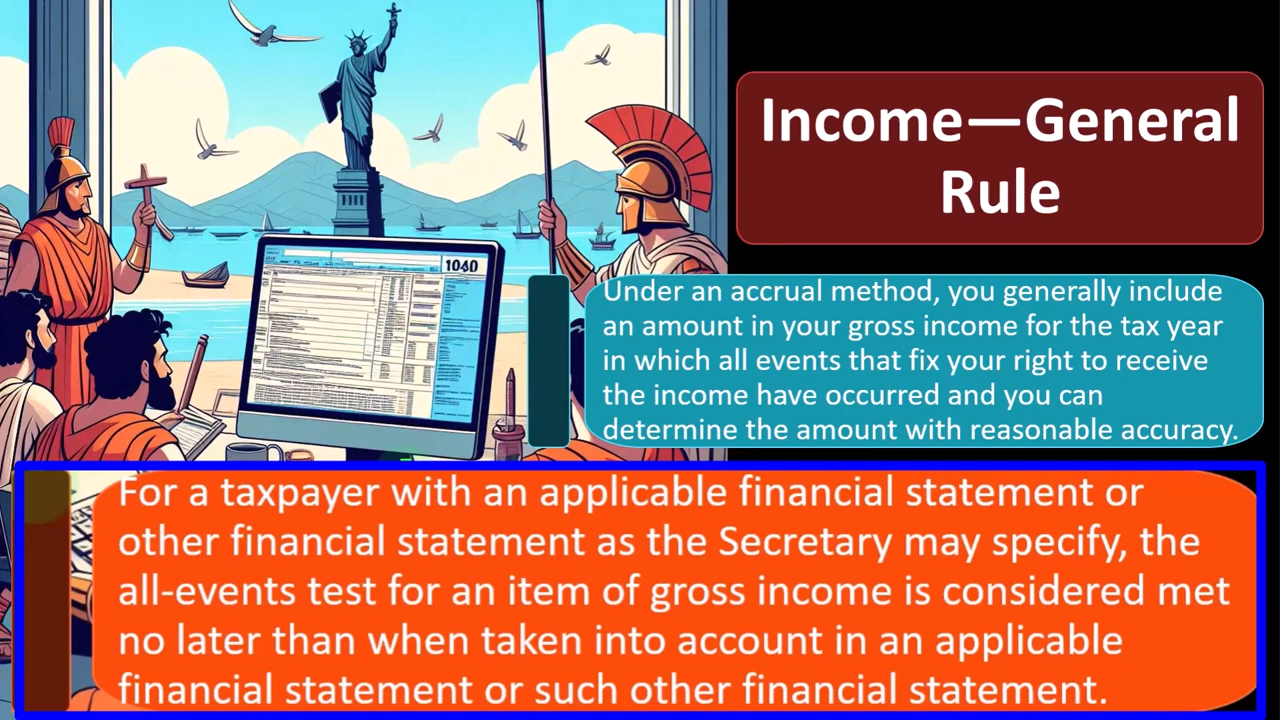 Income—General
Rule
Under an accrual method, you generally include
an amount in your gross income for the tax year
in which all events that fix your right to receive
the income have occurred and you can
determine the amount with reasonable accuracy.
1040
For a taxpayer with an applicable financial statement or
other financial statement as the Secretary may specify, the
all-events test for an item of gross income is considered met
no later than when taken into account in an applicable
financial statement or such other financial statement.